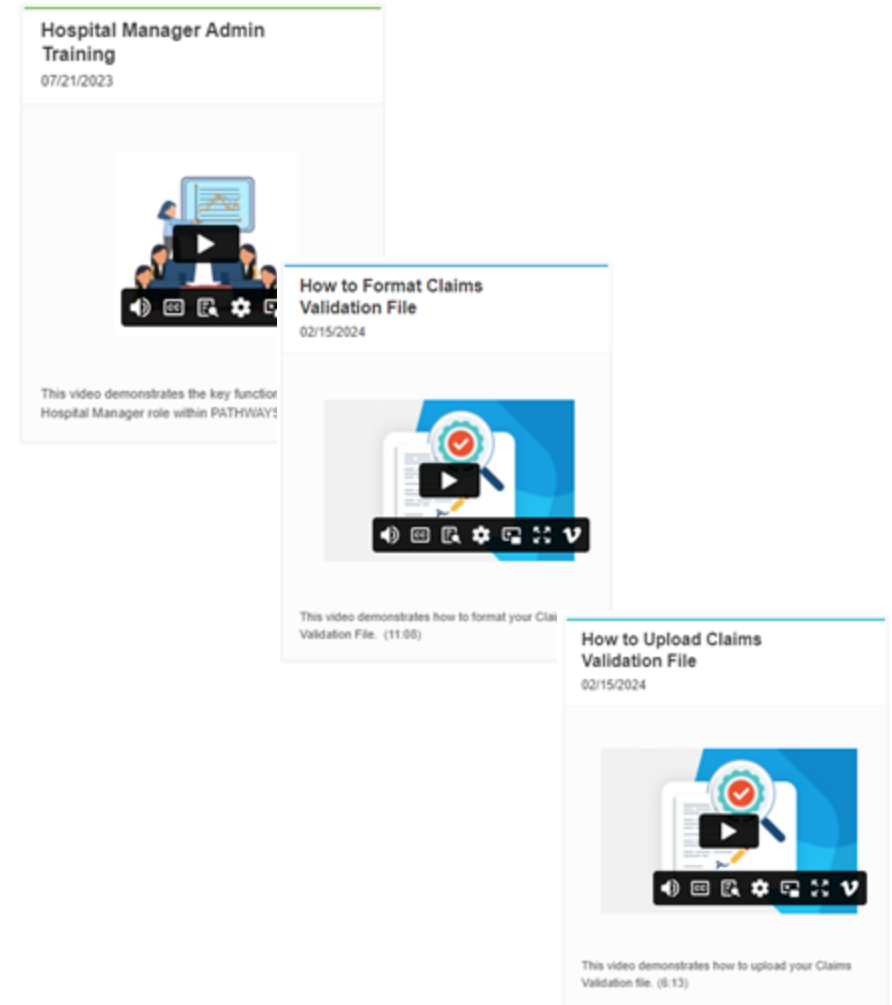 Hospital Manager Admin
Training
07/21/2023
This video demonstrates the key function
Hospital Manager role within PATHWAYS
How to Format Claims
Validation File
02/15/2024
This video demonstrates how to format your Clai
Validation File. (11:08)
How to Upload Claims
Validation File
02/15/2024
This video demonstrates how to upload your Claims
Validation file. (6:13)